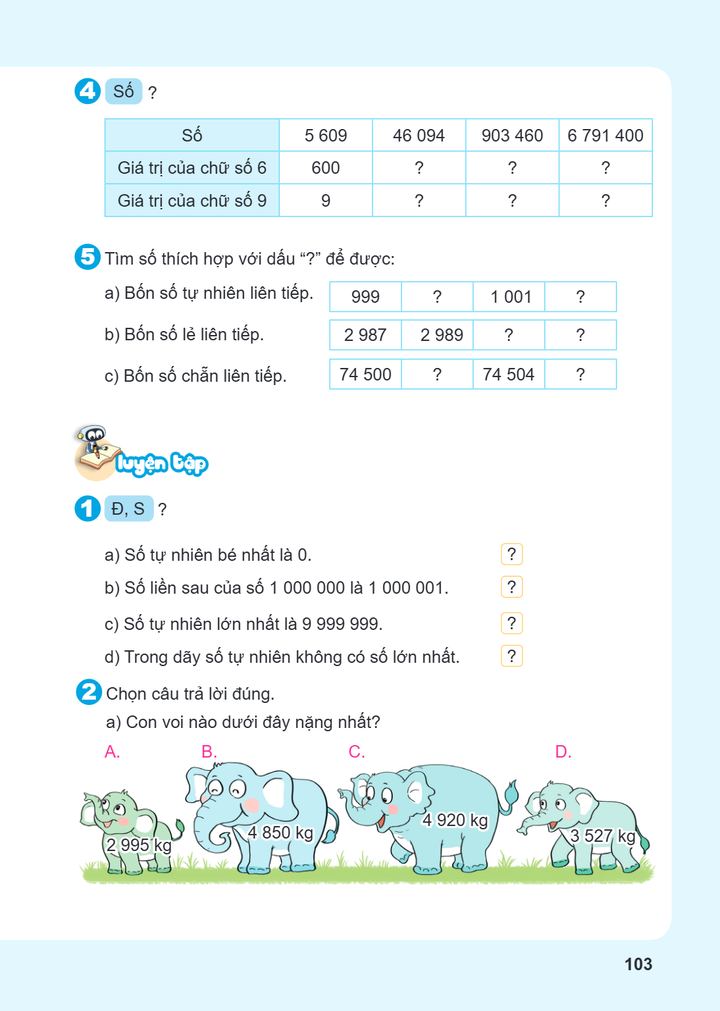 4 Số ?
Số 5 609 46 094 903 460 6 791 400
Giá trị của chữ số 6 600 ? ? ?
Giá trị của chữ số 9 9 ? ? ?
5 Tìm số thích hợp với dấu “?” để được:
a) Bốn số tự nhiên liên tiếp. 999 ? 1 001 ?
b) Bốn số lẻ liên tiếp. 2 987 2 989 ? ?
c) Bốn số chẵn liên tiếp. 74 500 ? 74 504 ?
luyện tập
1 Đ, S ?
a) Số tự nhiên bé nhất là 0. ?
b) Số liền sau của số 1 000 000 là 1 000 001. ?
c) Số tự nhiên lớn nhất là 9 999 999. ?
d) Trong dãy số tự nhiên không có số lớn nhất. ?
2 Chọn câu trả lời đúng.
a) Con voi nào dưới đây nặng nhất?
A. B. C. D.
2 995 kg 4 850 kg 4 920 kg 3 527 kg
103